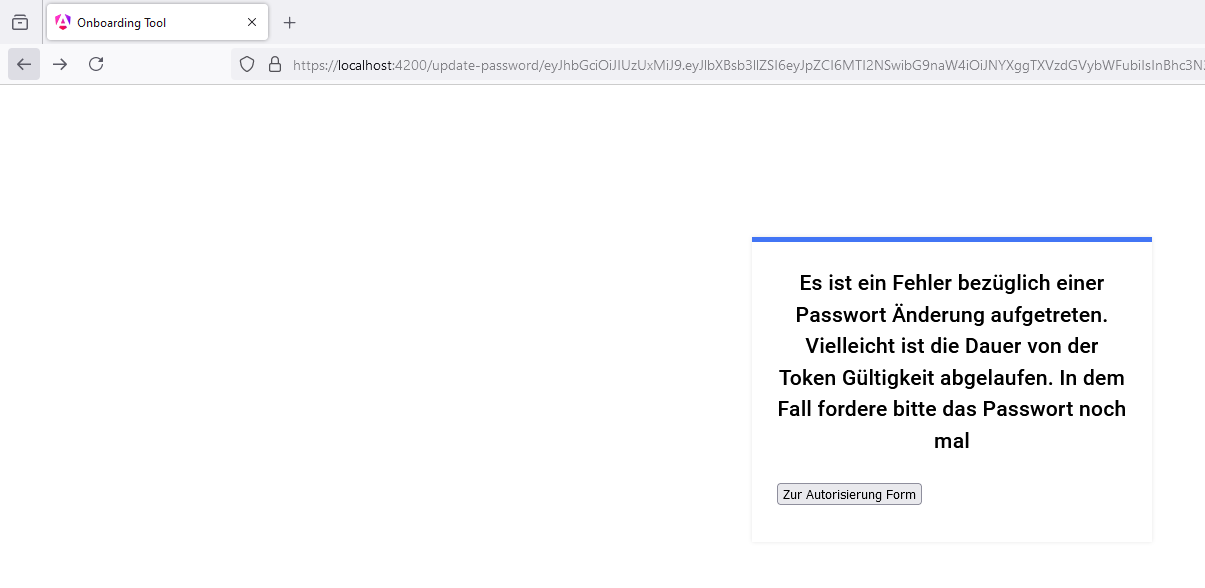 Onboarding Tool
https://localhost:4200/update-password/eyJhbGciOiJIUzUxMiJ9.eyJlbXBsb3llZSI6eyJpZCI6MTI2NSwibG9naW4iOiJNYXggTXVzdGVybWFubiIsInBhc3N
Es ist ein Fehler bezüglich einer
Passwort Änderung aufgetreten.
Vielleicht ist die Dauer von der
Token Gültigkeit abgelaufen. In dem
Fall fordere bitte das Passwort noch
mal
Zur Autorisierung Form